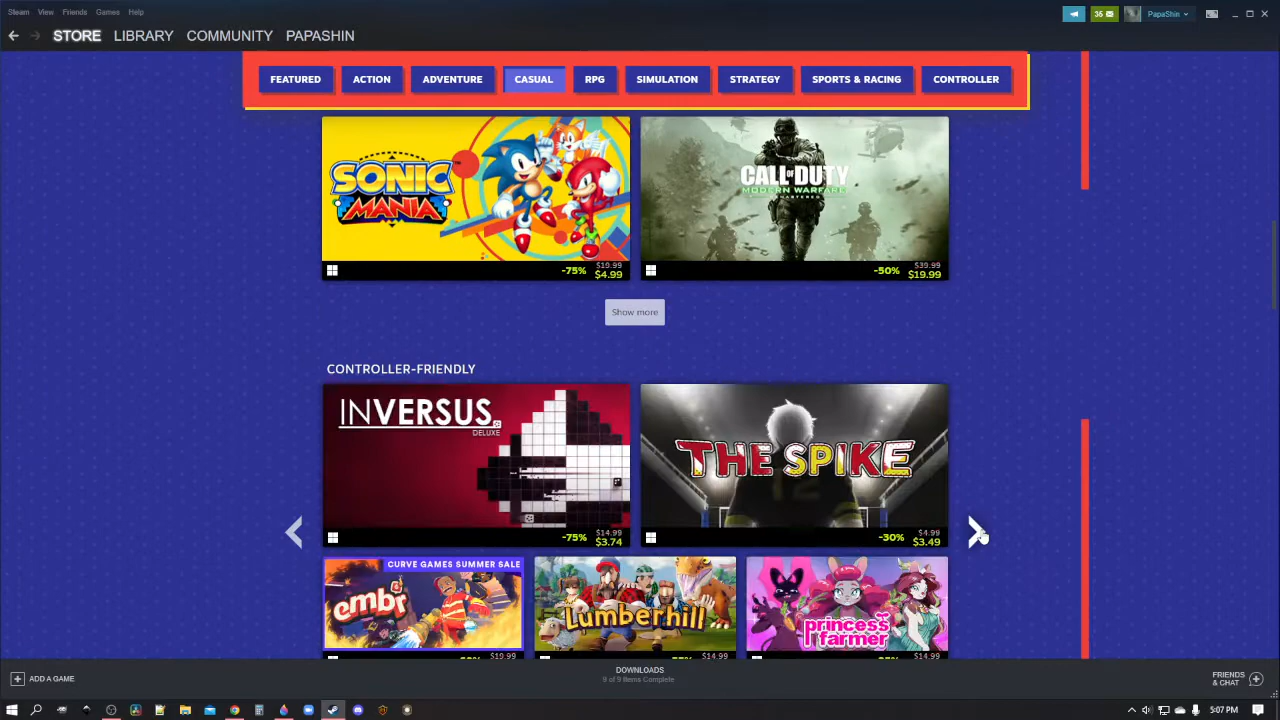 Steam View Friends Games Help
35
PapaShin
STORE LIBRARY COMMUNITY PAPASHIN
FEATURED ACTION ADVENTURE CASUAL RPG SIMULATION STRATEGY SPORTS & RACING CONTROLLER
SONIC MANIA
CALL OF DUTY
MODERN WARFARE
REMASTERED
-75% $19.99 $4.99
-50% $39.99 $19.99
Show more
CONTROLLER-FRIENDLY
INVERSUS
DELUXE
THE SPIKE
12
-75% $14.99 $3.74
-30% $4.99 $3.49
CURVE GAMES SUMMER SALE
embr
Lumberhill
princess farmer
$19.99
$14.99
$14.99
DOWNLOADS
9 of 9 Items Complete
ADD A GAME
FRIENDS & CHAT
5:07 PM